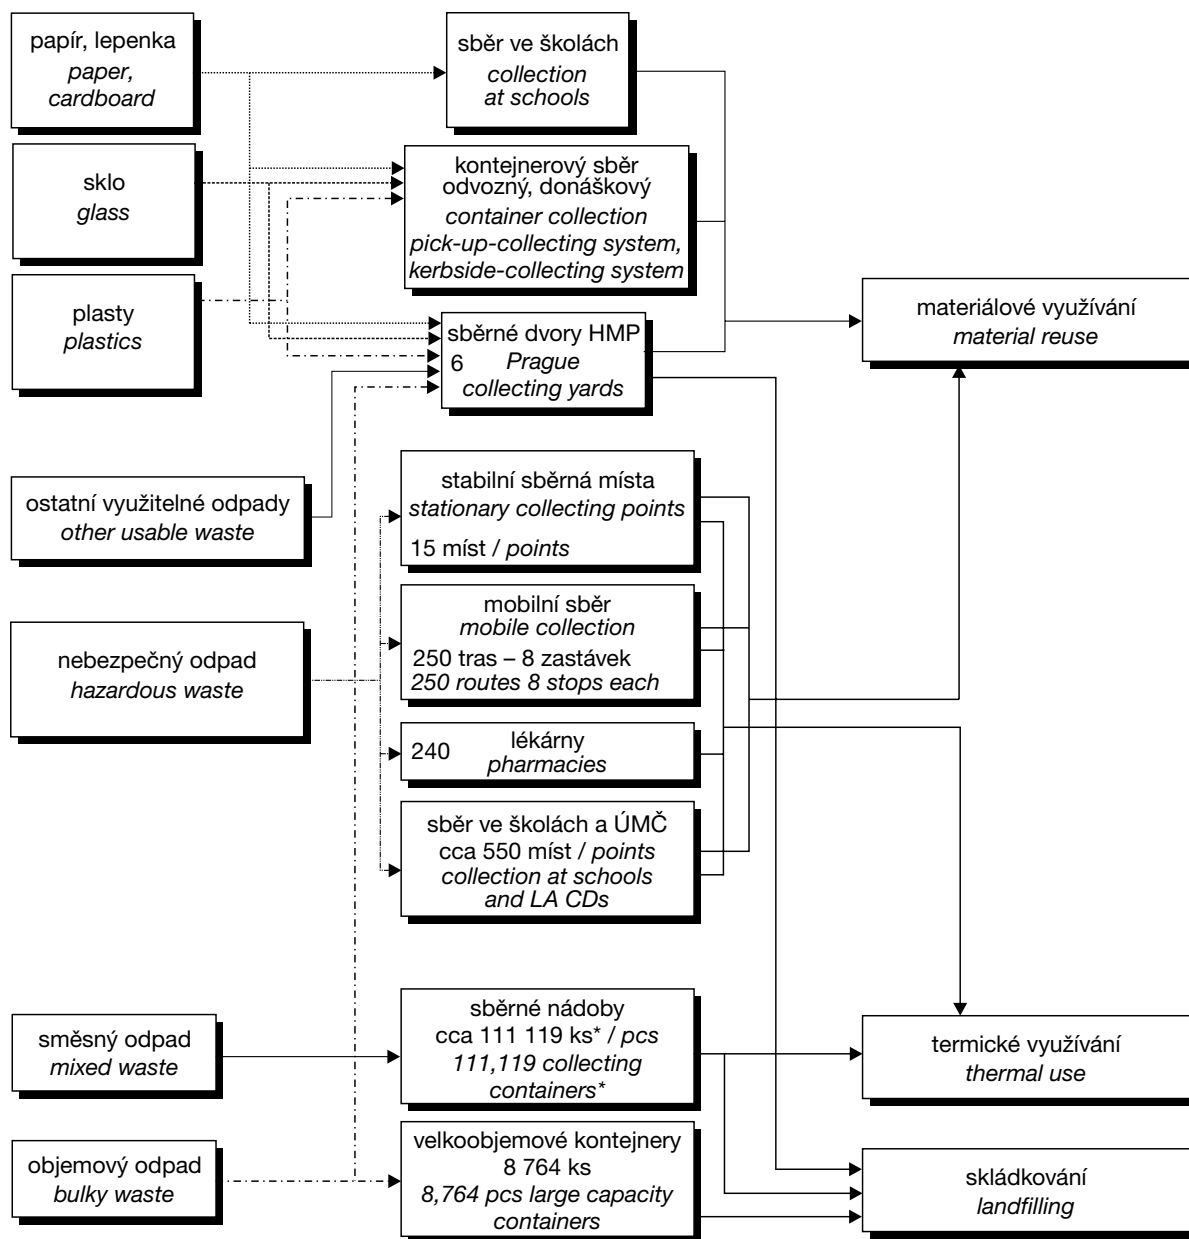 papír, lepenka
paper,
cardboard
sklo
glass
plasty
plastics
ostatní využitelné odpady
other usable waste
nebezpečný odpad
hazardous waste
směsný odpad
mixed waste
objemový odpad
bulky waste
sběr ve školách
collection
at schools
kontejnerový sběr
odvozný, donáškový
container collection
pick-up-collecting system,
kerbside-collecting system
sběrné dvory HMP
6 Prague
collecting yards
stabilní sběrná místa
stationary collecting points
15 míst / points
mobilní sběr
mobile collection
250 tras – 8 zastávek
250 routes 8 stops each
240 lékárny
pharmacies
sběr ve školách a ÚMČ
cca 550 míst / points
collection at schools
and LA CDs
sběrné nádoby
cca 111 119 ks* / pcs
111,119 collecting
containers*
velkoobjemové kontejnery
8 764 ks
8,764 pcs large capacity
containers
materiálové využívání
material reuse
termické využívání
thermal use
skládkování
landfilling